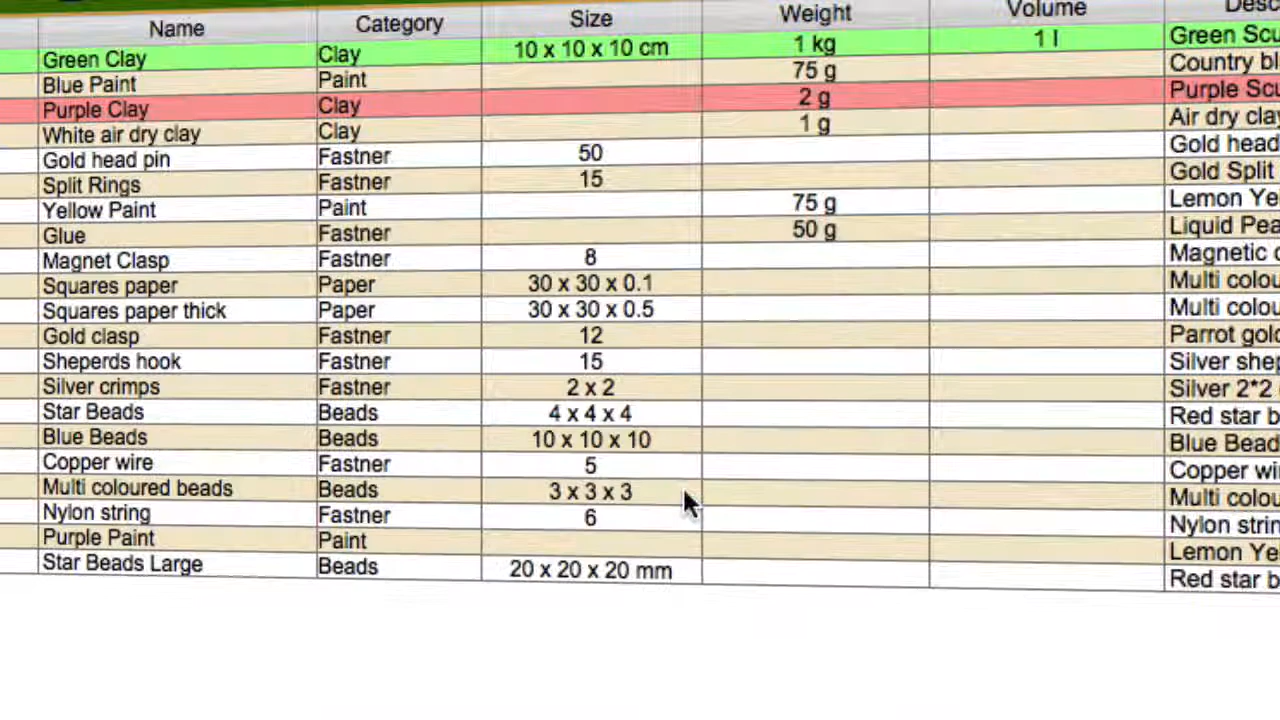 Name Category Size Weight Volume
Green Clay Clay 10 x 10 x 10 cm 1 kg 1 l Green Scu
Blue Paint Paint 75 g Country bl
Purple Clay Clay 2 g Purple Scu
White air dry clay Clay 1 g Air dry clay
Gold head pin Fastner 50 Gold head
Split Rings Fastner 15 Gold Split
Yellow Paint Paint 75 g Lemon Ye
Glue Fastner 50 g Liquid Pea
Magnet Clasp Fastner 8 Magnetic
Squares paper Paper 30 x 30 x 0.1 Multi colou
Squares paper thick Paper 30 x 30 x 0.5 Multi colou
Gold clasp Fastner 12 Parrot gold
Sheperds hook Fastner 15 Silver shep
Silver crimps Fastner 2 x 2 Silver 2*2
Star Beads Beads 4 x 4 x 4 Red star b
Blue Beads Beads 10 x 10 x 10 Blue Bead
Copper wire Fastner 5 Copper wi
Multi coloured beads Beads 3 x 3 x 3 Multi colou
Nylon string Fastner 6 Nylon strin
Purple Paint Paint Lemon Ye
Star Beads Large Beads 20 x 20 x 20 mm Red star b